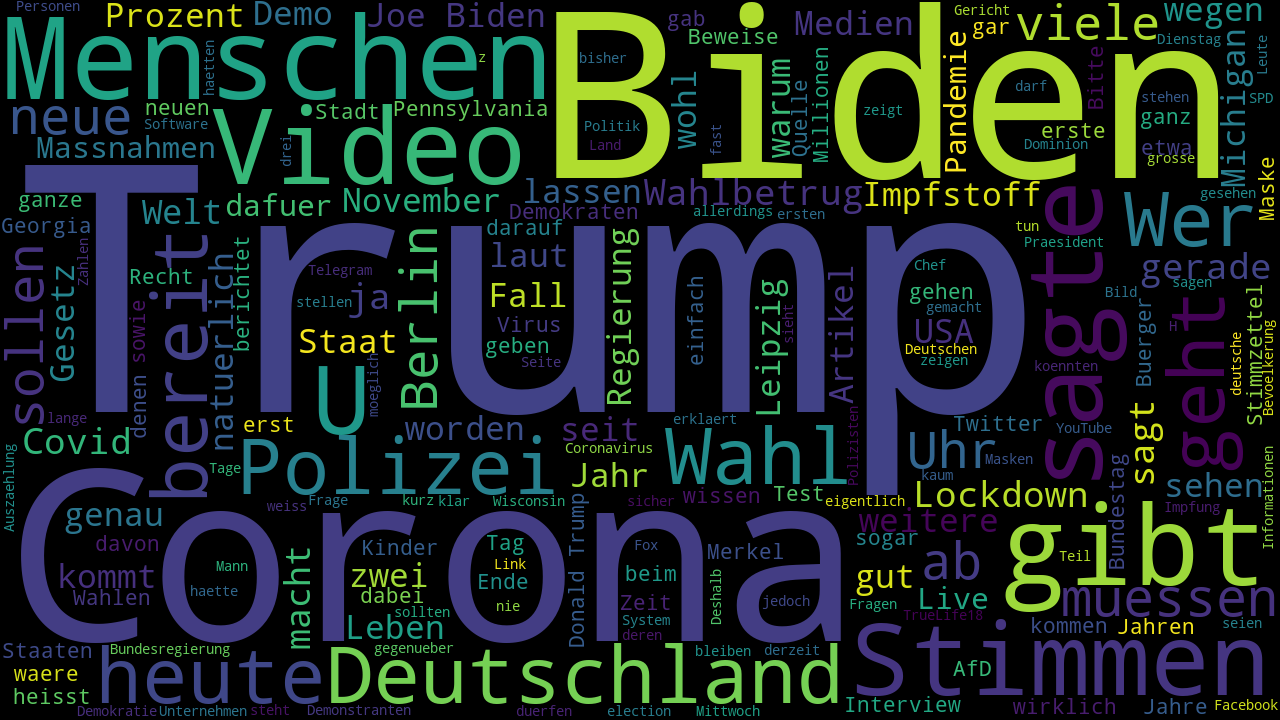 Personen
Prozent
Demo
Joe Biden
gab
Medien
Gericht
viele
wegen
Menschen
Biden
Beweise
gar
Dienstag
Leute
haetten
z
bisher
Millionen
Pandemie
Bitte
Michigan
SPD
neue
neuen
Software
Stadt
Pennsylvania
Video
drei
wohl
Politik
Land
fast
warum
Quelle
zeigt
darf
stehen
ganz
erste
Dominion
etwa
grosse
Massnahmen
Maske
ganze
Welt
dafuer
November
lassen
Wahlbetrug
Impfstoff
gesehen
Georgia
Demokraten
allerdings
ersten
darauf
tun
Praesident
Wer
Trump
sollen
Gesetz
Zahlen
Recht
bereit
natuerlich
berichtet
Telegram
stellen
ja
Berlin
laut
Fall
Virus
geben
Seite
Regierung
einfach
Leipzig
sieht
Artikel
Chef
gehen
gemacht
USA
Deutschen
zeigen
sagte
gerade
sagen
Bild
Buerger
geht
H
Stimmzettel
deutsche
Bevoelkerung
denen
sowie
Staat
U
moeglich
koennten
lange
erst
worden
seit
erklaert
Twitter
YouTube
sagt
Covid
Polizei
Coronavirus
Wahl
Polizisten
Uhr
Masken
kaum
Auszaehlung
Tage
Jahr
sehen
Informationen
weiss
Frage
kurz
klar
Wisconsin
sicher
wissen
Test
eigentlich
Lockdown
Bundestag
Impfung
genau
Corona
weitere
gibt
davon
Kinder
Tag
Donald Trump
Fox
Merkel
sogar
ab
Teil
kommt
Mann
macht
zwei
Link
Ende
beim
gut
Wahlen
haette
dabei
nie
Zeit
Deshalb
jedoch
Fragen
Live
muessen
sollten
System
TrueLife18
Leben
deren
kommen
Jahren
seien
Staaten
Bundesregierung
gegenueber
bleiben
derzeit
Stimmen
waere
heute
Deutschland
AfD
heisst
Interview
wirklich
Jahre
Facebook
Demokratie
Unternehmen
steht
Demonstranten
duerfen
election
Mittwoch